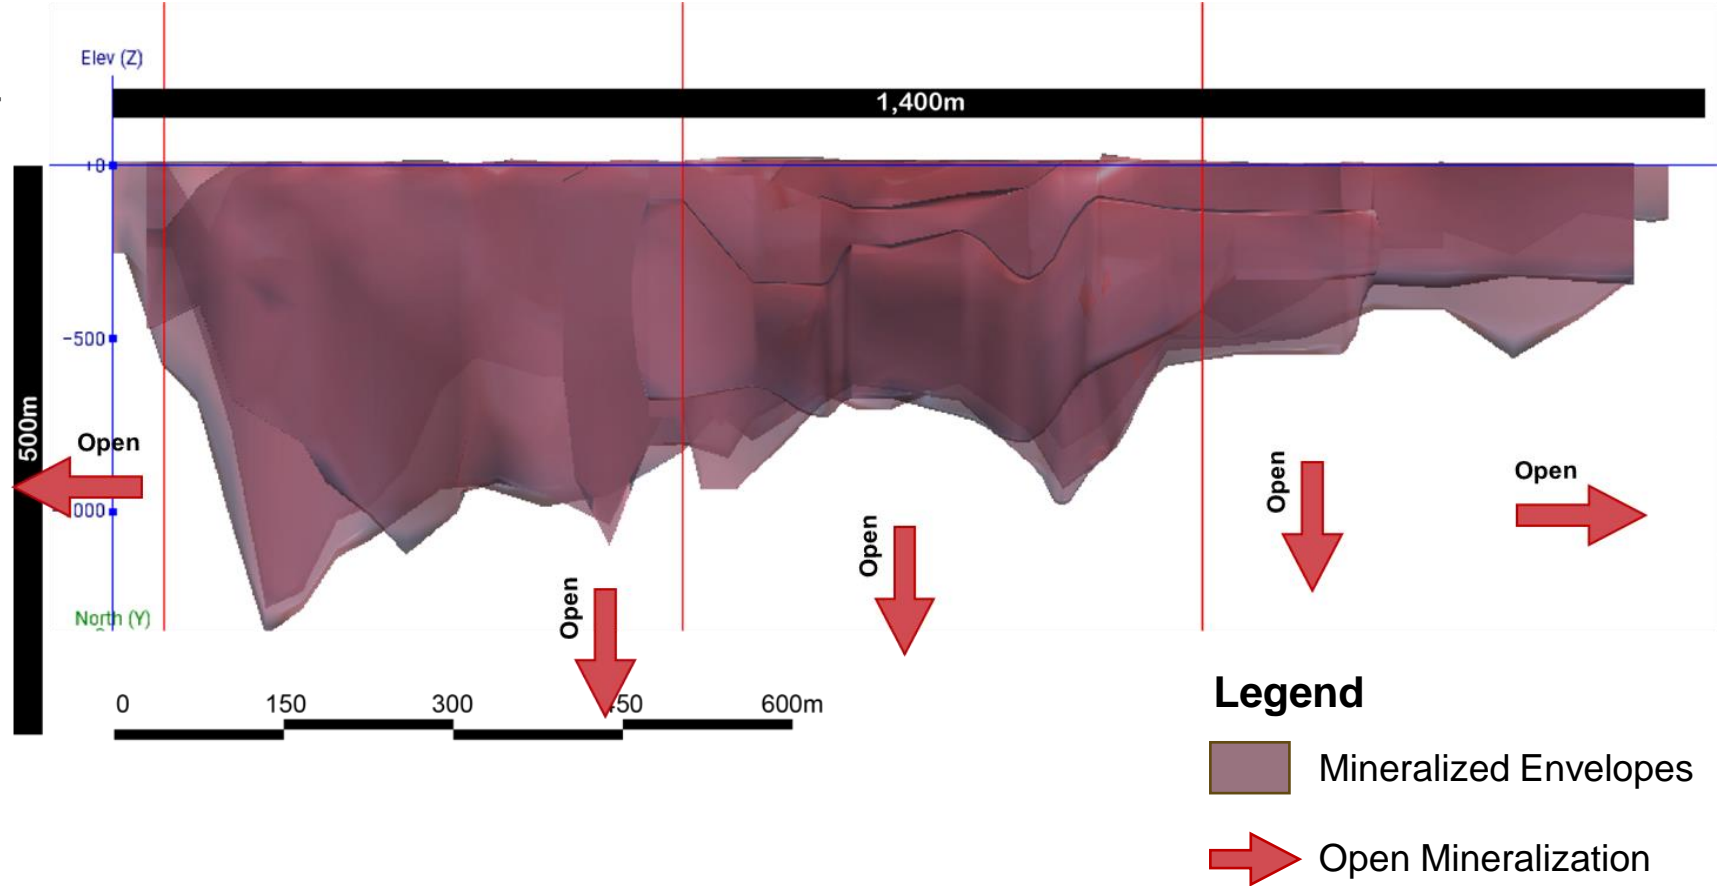 Elev (Z)
1,400m
+0
-500
500m
Open
000
Open
Open
Open
Open
North (Y)
0 150 300 450 600m
Legend
Mineralized Envelopes
Open Mineralization